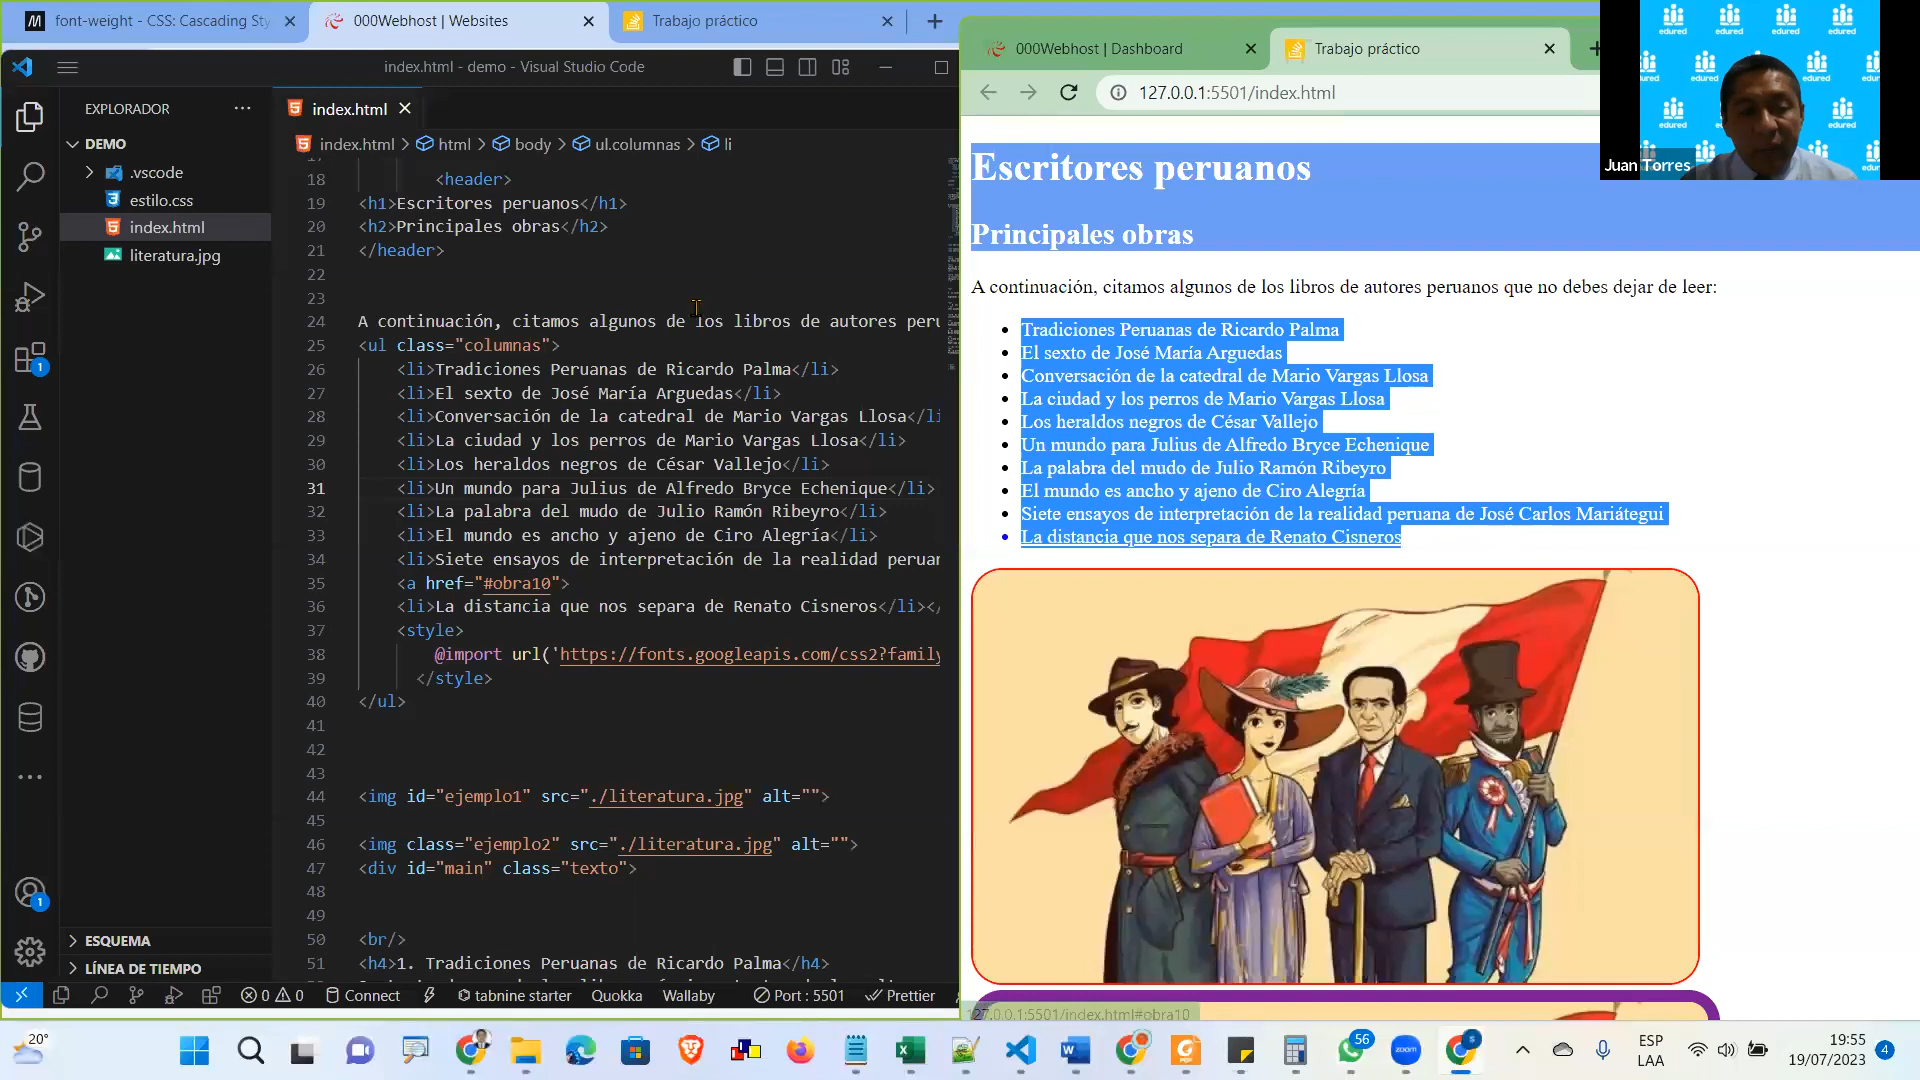 font-weight - CSS: Cascading Sty
000Webhost | Websites
Trabajo práctico
index.html - demo - Visual Studio Code
EXPLORADOR
DEMO
.vscode
estilo.css
index.html
literatura.jpg
ESQUEMA
LÍNEA DE TIEMPO
index.html
index.html > html > body > ul.columnas > li
18 <header>
19 <h1>Escritores peruanos</h1>
20 <h2>Principales obras</h2>
21 </header>
22
23
24 A continuación, citamos algunos de los libros de autores peru
25 <ul class="columnas">
26 <li>Tradiciones Peruanas de Ricardo Palma</li>
27 <li>El sexto de José María Arguedas</li>
28 <li>Conversación de la catedral de Mario Vargas Llosa</li
29 <li>La ciudad y los perros de Mario Vargas Llosa</li>
30 <li>Los heraldos negros de César Vallejo</li>
31 <li>Un mundo para Julius de Alfredo Bryce Echenique</li>
32 <li>La palabra del mudo de Julio Ramón Ribeyro</li>
33 <li>El mundo es ancho y ajeno de Ciro Alegría</li>
34 <li>Siete ensayos de interpretación de la realidad peruan
35 <a href="#obra10">
36 <li>La distancia que nos separa de Renato Cisneros</li></
37 <style>
38 @import url('https://fonts.googleapis.com/css2?family
39 </style>
40 </ul>
41
42
43
44 <img id="ejemplo1" src="./literatura.jpg" alt="">
45
46 <img class="ejemplo2" src="./literatura.jpg" alt="">
47 <div id="main" class="texto">
48
49
50 <br/>
51 <h4>1. Tradiciones Peruanas de Ricardo Palma</h4>
0 0 Connect tabnine starter Quokka Wallaby Port : 5501 Prettier
000Webhost | Dashboard
Trabajo práctico
127.0.0.1:5501/index.html
Escritores peruanos
Principales obras
A continuación, citamos algunos de los libros de autores peruanos que no debes dejar de leer:
Tradiciones Peruanas de Ricardo Palma
El sexto de José María Arguedas
Conversación de la catedral de Mario Vargas Llosa
La ciudad y los perros de Mario Vargas Llosa
Los heraldos negros de César Vallejo
Un mundo para Julius de Alfredo Bryce Echenique
La palabra del mudo de Julio Ramón Ribeyro
El mundo es ancho y ajeno de Ciro Alegría
Siete ensayos de interpretación de la realidad peruana de José Carlos Mariátegui
La distancia que nos separa de Renato Cisneros
127.0.0.1:5501/index.html#obra10
edured edured edured edured
edured
edured
Juan Torres
20°
56
zoom
ESP
LAA
19:55
19/07/2023
4